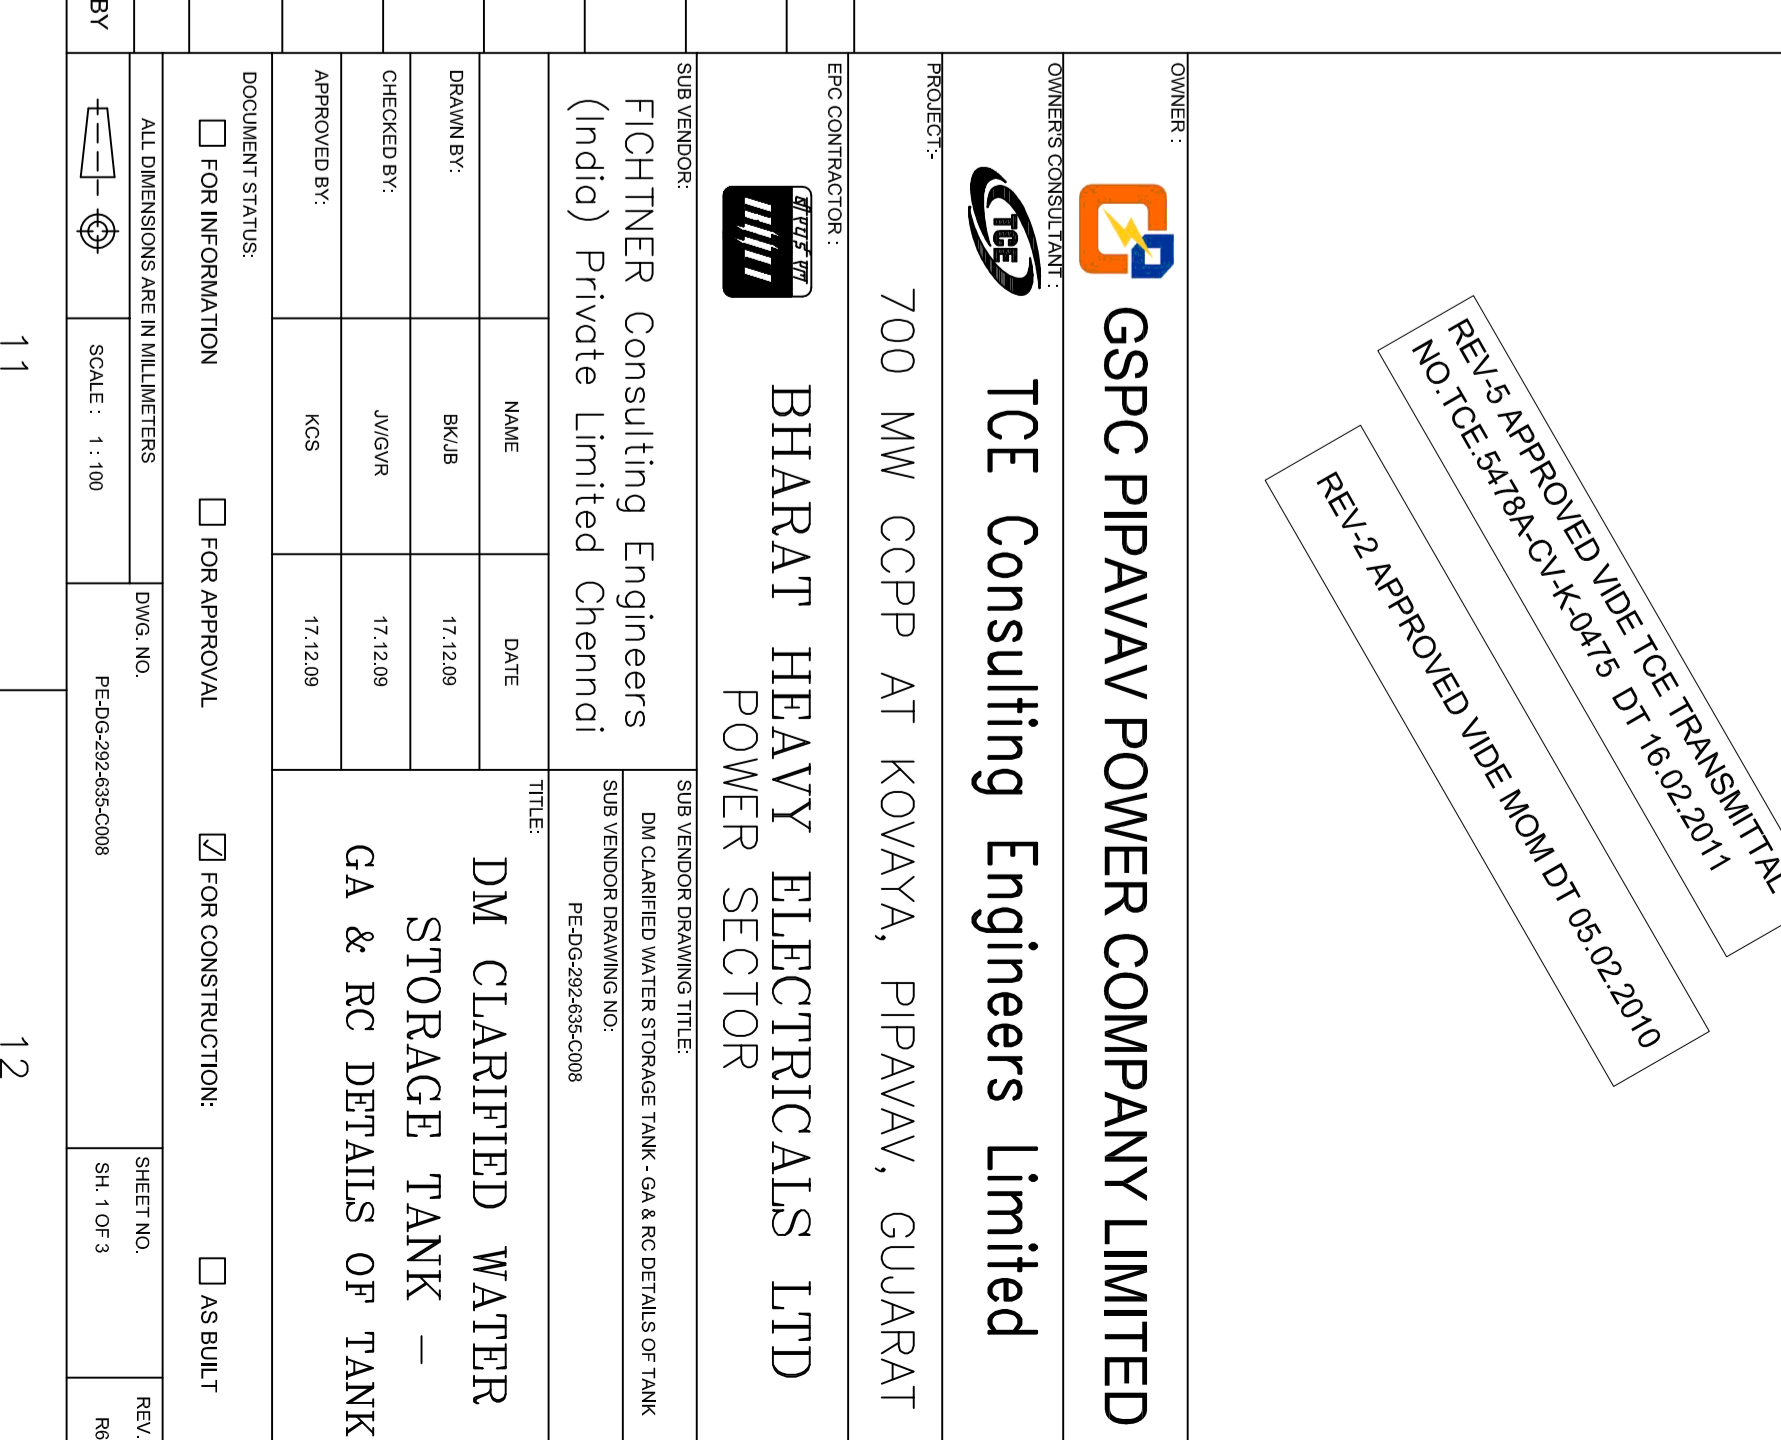 REV-5 APPROVED VIDE TCE TRANSMITTAL
NO.TCE.5478A-CV-K-0475 DT 16.02.2011
REV-2 APPROVED VIDE MOM DT 05.02.2010
OWNER :
GSPC PIPAVAV POWER COMPANY LIMITED
OWNER'S CONSULTANT :
TCE
TCE Consulting Engineers Limited
PROJECT:-
700 MW CCPP AT KOVAYA, PIPAVAV, GUJARAT
EPC CONTRACTOR :
बीएचईएल
BHARAT HEAVY ELECTRICALS LTD
POWER SECTOR
SUB VENDOR:
FICHTNER Consulting Engineers
(India) Private Limited Chennai
SUB VENDOR DRAWING TITLE:
DM CLARIFIED WATER STORAGE TANK - GA & RC DETAILS OF TANK
SUB VENDOR DRAWING NO:
PE-DG-292-635-C008
NAME DATE
DRAWN BY: BK/JB 17.12.09
CHECKED BY: JV/GVR 17.12.09
APPROVED BY: KCS 17.12.09
TITLE:
DM CLARIFIED WATER
STORAGE TANK –
GA & RC DETAILS OF TANK
DOCUMENT STATUS:
FOR INFORMATION FOR APPROVAL FOR CONSTRUCTION: AS BUILT
ALL DIMENSIONS ARE IN MILLIMETERS
SCALE : 1 : 100
DWG. NO.
PE-DG-292-635-C008
SHEET NO.
SH. 1 OF 3
REV.
R6
BY
11
12